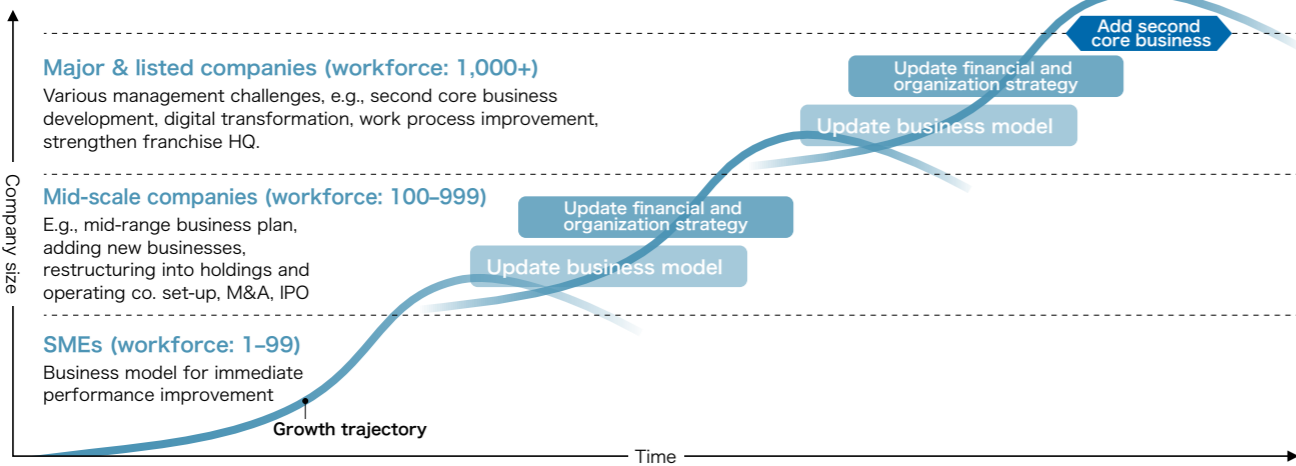 Add second
core business
Major & listed companies (workforce: 1,000+)
Various management challenges, e.g., second core business
development, digital transformation, work process improvement,
strengthen franchise HQ.
Update financial and
organization strategy
Update business model
Company size
Mid-scale companies (workforce: 100–999)
E.g., mid-range business plan,
adding new businesses,
restructuring into holdings and
operating co. set-up, M&A, IPO
Update financial and
organization strategy
Update business model
SMEs (workforce: 1–99)
Business model for immediate
performance improvement
Growth trajectory
Time